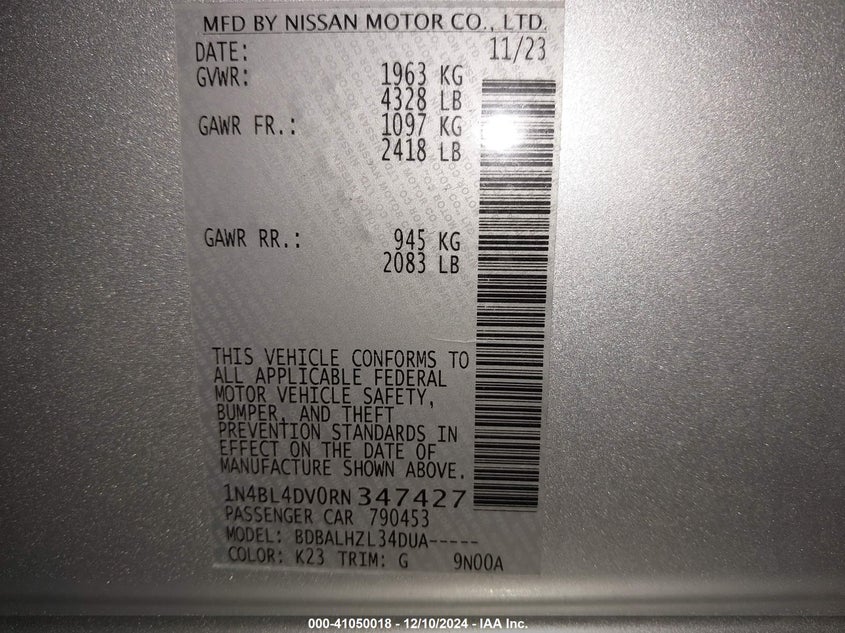 MFD BY NISSAN MOTOR CO., LTD.
DATE: 11/23
GVWR: 1963 KG
4328 LB
GAWR FR.: 1097 KG
2418 LB
GAWR RR.: 945 KG
2083 LB
THIS VEHICLE CONFORMS TO
ALL APPLICABLE FEDERAL
MOTOR VEHICLE SAFETY,
BUMPER, AND THEFT
PREVENTION STANDARDS IN
EFFECT ON THE DATE OF
MANUFACTURE SHOWN ABOVE.
1N4BL4DV0RN347427
PASSENGER CAR 790453
MODEL: BDBALHZL34DUA-----
COLOR: K23 TRIM: G 9N00A
000-41050018 - 12/10/2024 - IAA Inc.